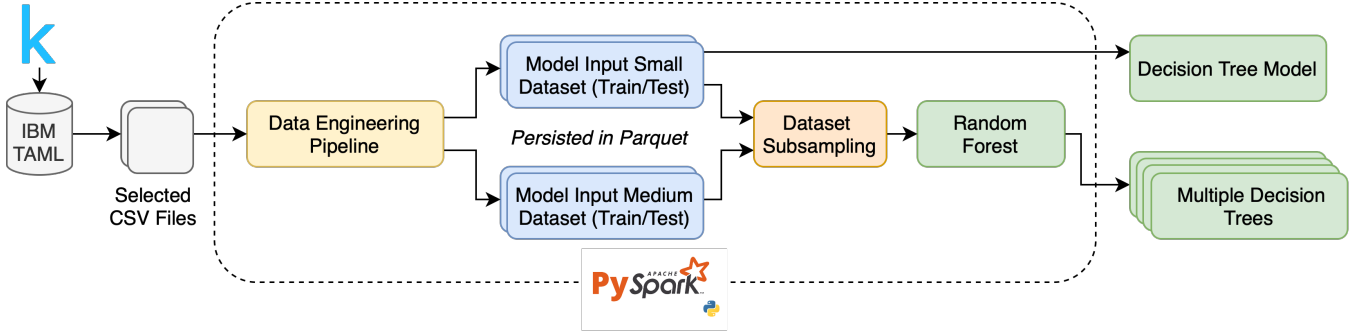 k
IBM
TAML
Selected
CSV Files
Data Engineering
Pipeline
Model Input Small
Dataset (Train/Test)
Persisted in Parquet
Model Input Medium
Dataset (Train/Test)
Dataset
Subsampling
Random
Forest
Decision Tree Model
Multiple Decision
Trees
APACHE
PySpark